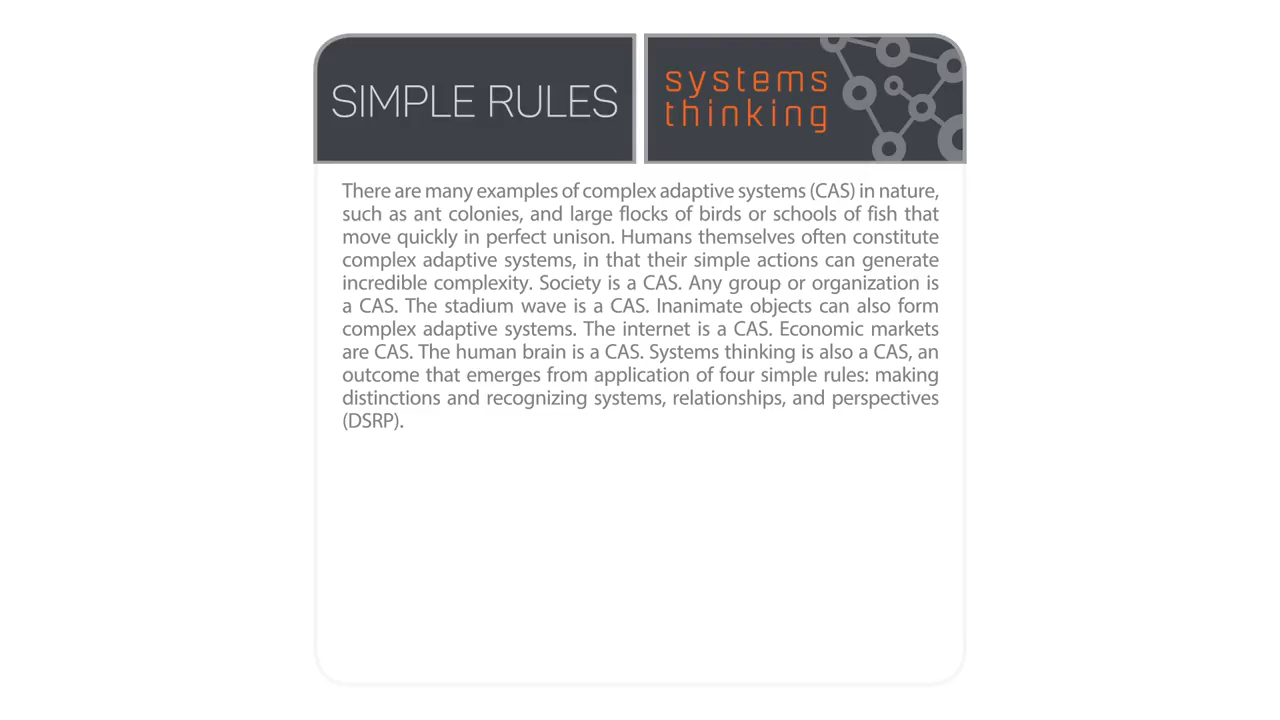 SIMPLE RULES
systems
thinking
There are many examples of complex adaptive systems (CAS) in nature,
such as ant colonies, and large flocks of birds or schools of fish that
move quickly in perfect unison. Humans themselves often constitute
complex adaptive systems, in that their simple actions can generate
incredible complexity. Society is a CAS. Any group or organization is
a CAS. The stadium wave is a CAS. Inanimate objects can also form
complex adaptive systems. The internet is a CAS. Economic markets
are CAS. The human brain is a CAS. Systems thinking is also a CAS, an
outcome that emerges from application of four simple rules: making
distinctions and recognizing systems, relationships, and perspectives
(DSRP).